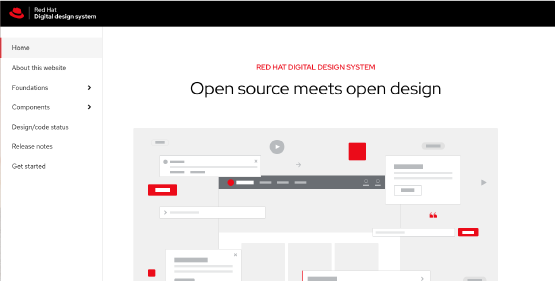 Red Hat
Digital design system
Home
About this website
Foundations
Components
Design/code status
Release notes
Get started
RED HAT DIGITAL DESIGN SYSTEM
Open source meets open design